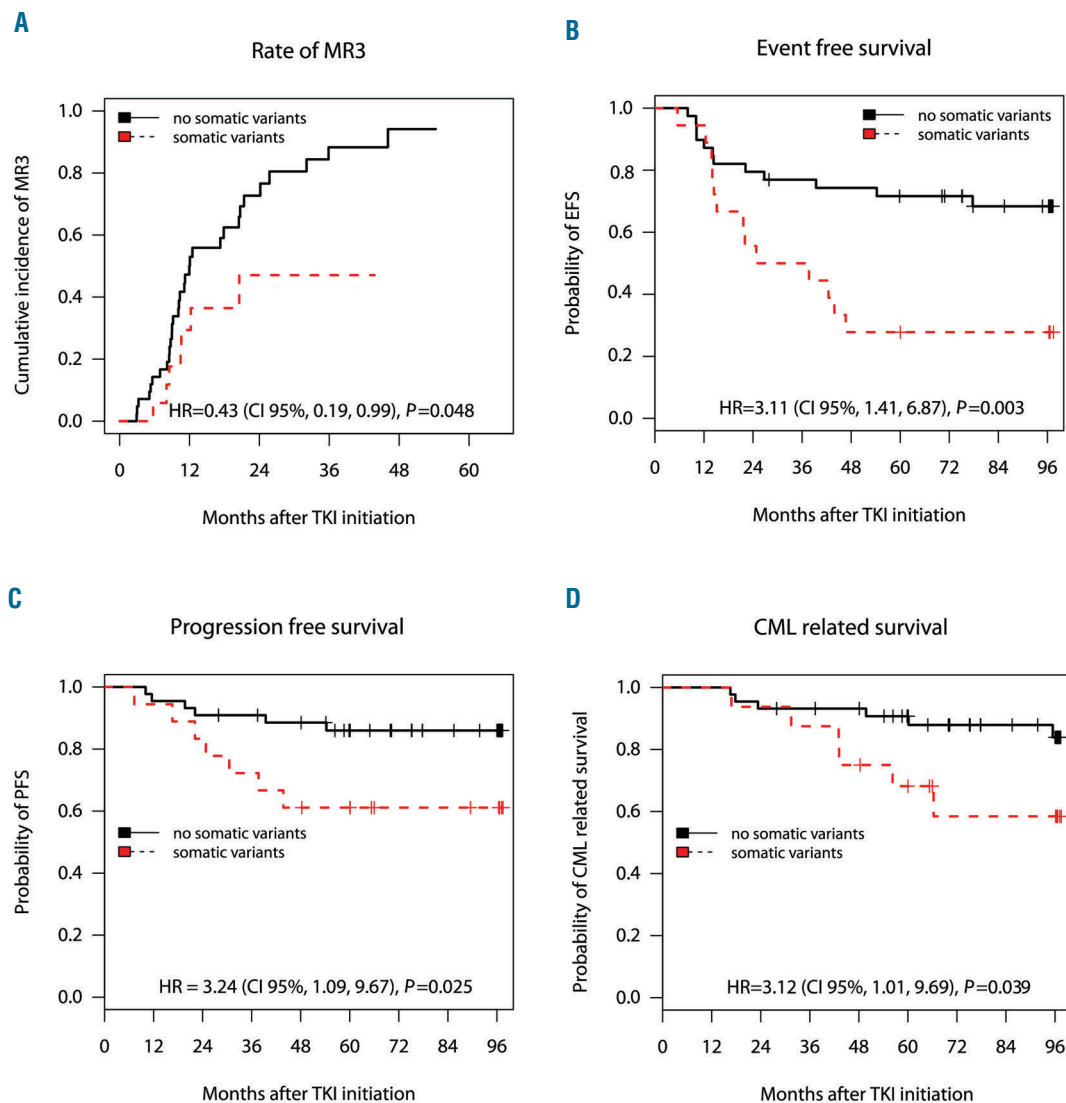 A
Rate of MR3
Cumulative incidence of MR3
1.0
0.8
0.6
0.4
0.2
0.0
no somatic variants
somatic variants
HR=0.43 (CI 95%, 0.19, 0.99), P=0.048
0 12 24 36 48 60
Months after TKI initiation
B
Event free survival
Probability of EFS
1.0
0.8
0.6
0.4
0.2
0.0
no somatic variants
somatic variants
HR=3.11 (CI 95%, 1.41, 6.87), P=0.003
0 12 24 36 48 60 72 84 96
Months after TKI initiation
C
Progression free survival
Probability of PFS
1.0
0.8
0.6
0.4
0.2
0.0
no somatic variants
somatic variants
HR = 3.24 (CI 95%, 1.09, 9.67), P=0.025
0 12 24 36 48 60 72 84 96
Months after TKI initiation
D
CML related survival
Probability of CML related survival
1.0
0.8
0.6
0.4
0.2
0.0
no somatic variants
somatic variants
HR=3.12 (CI 95%, 1.01, 9.69), P=0.039
0 12 24 36 48 60 72 84 96
Months after TKI initiation